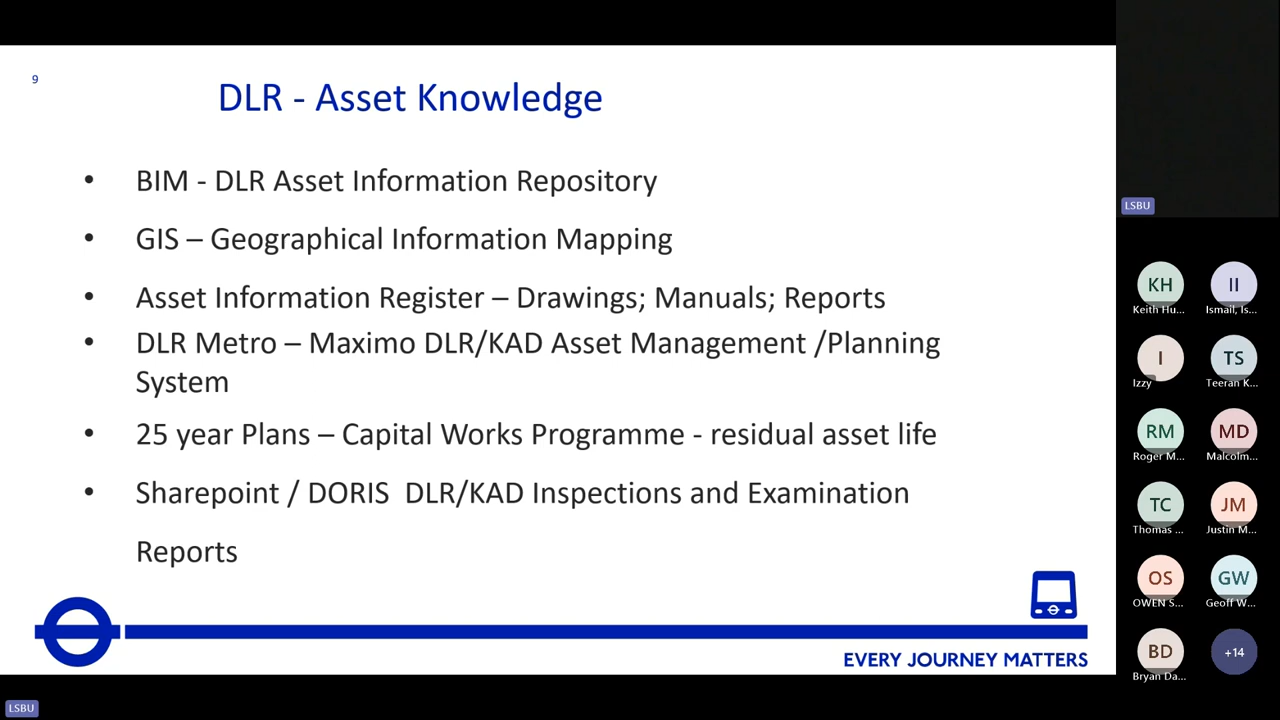 9
DLR - Asset Knowledge
• BIM - DLR Asset Information Repository
• GIS – Geographical Information Mapping
• Asset Information Register – Drawings; Manuals; Reports
• DLR Metro – Maximo DLR/KAD Asset Management /Planning
System
• 25 year Plans – Capital Works Programme - residual asset life
• Sharepoint / DORIS  DLR/KAD Inspections and Examination
Reports
EVERY JOURNEY MATTERS
LSBU
LSBU
KH
Keith Hu...
II
Ismail, Is...
I
Izzy
TS
Teeran K...
RM
Roger M...
MD
Malcolm...
TC
Thomas ...
JM
Justin M...
OS
OWEN S...
GW
Geoff W...
BD
Bryan Da...
+14